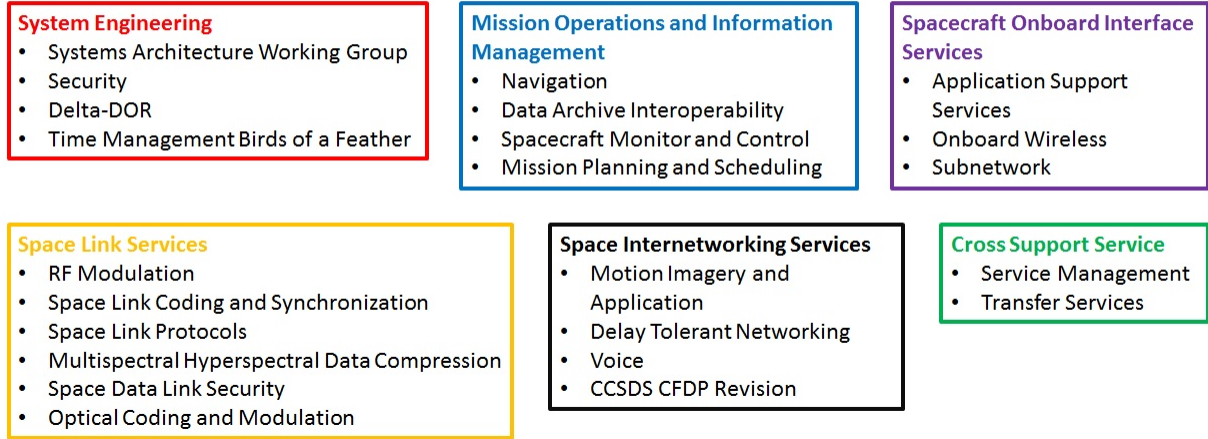 System Engineering
• Systems Architecture Working Group
• Security
• Delta-DOR
• Time Management Birds of a Feather
Mission Operations and Information
Management
• Navigation
• Data Archive Interoperability
• Spacecraft Monitor and Control
• Mission Planning and Scheduling
Spacecraft Onboard Interface
Services
• Application Support
Services
• Onboard Wireless
• Subnetwork
Space Link Services
• RF Modulation
• Space Link Coding and Synchronization
• Space Link Protocols
• Multispectral Hyperspectral Data Compression
• Space Data Link Security
• Optical Coding and Modulation
Space Internetworking Services
• Motion Imagery and
Application
• Delay Tolerant Networking
• Voice
• CCSDS CFDP Revision
Cross Support Service
• Service Management
• Transfer Services